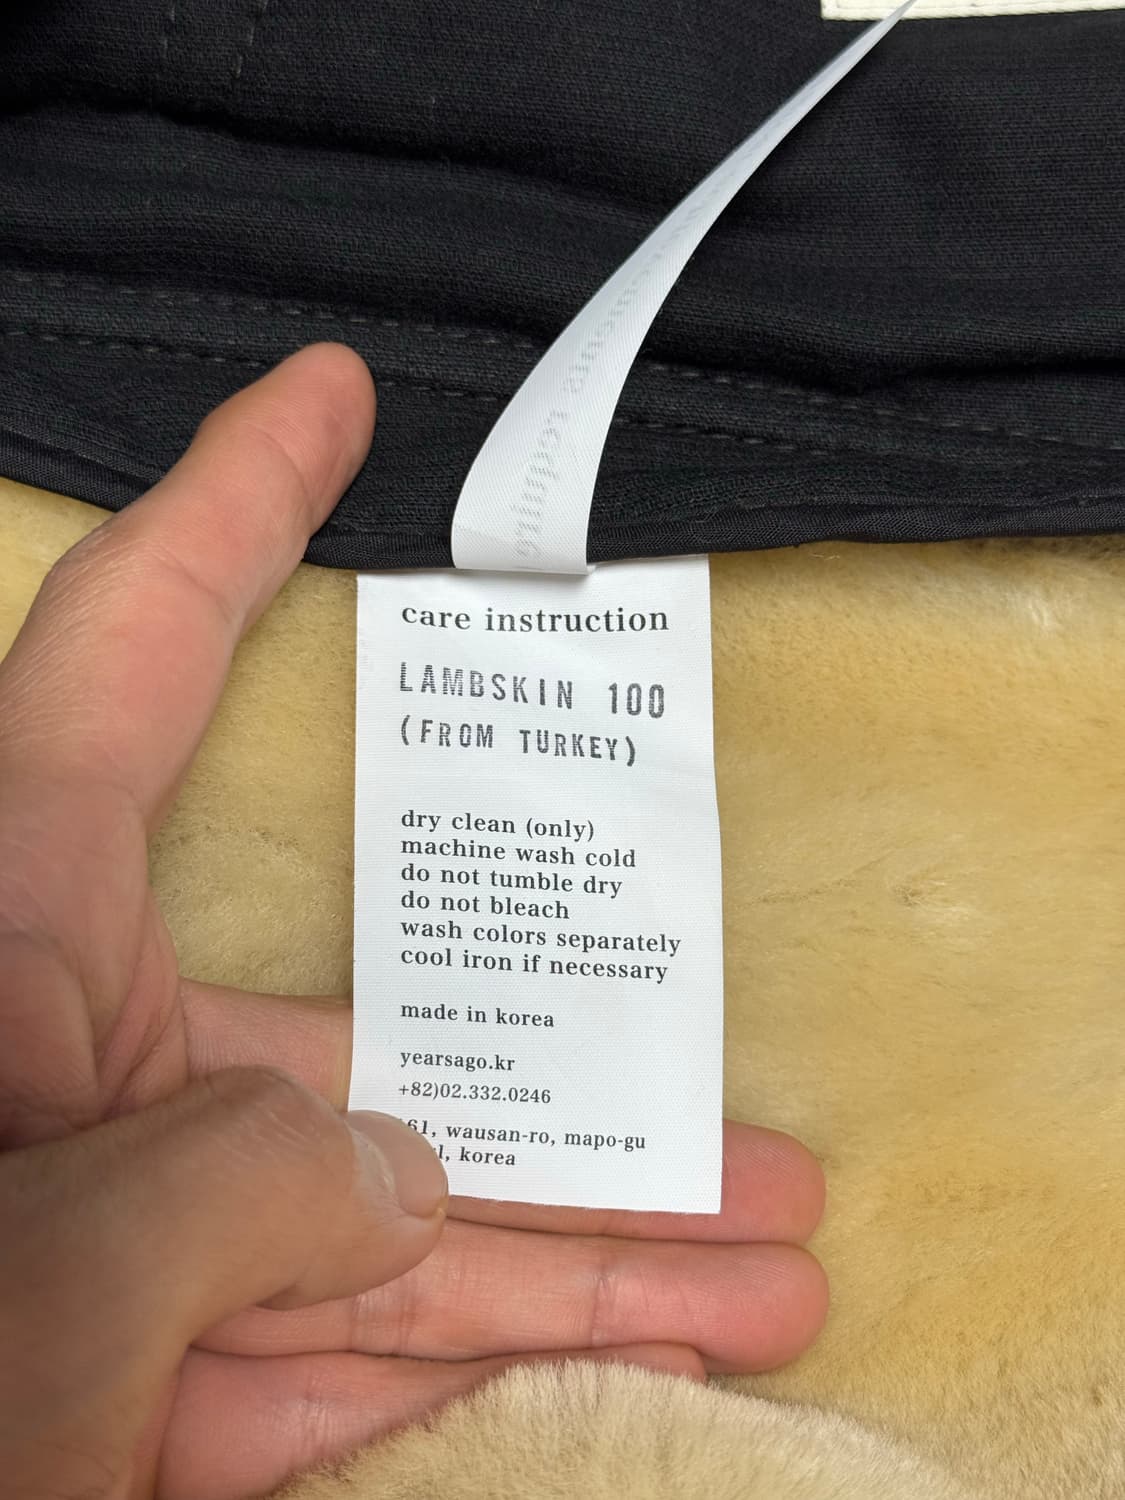 care instruction
LAMBSKIN 100
(FROM TURKEY)
dry clean (only)
machine wash cold
do not tumble dry
do not bleach
wash colors separately
cool iron if necessary
made in korea
yearsago.kr
+82)02.332.0246
61, wausan-ro, mapo-gu
korea